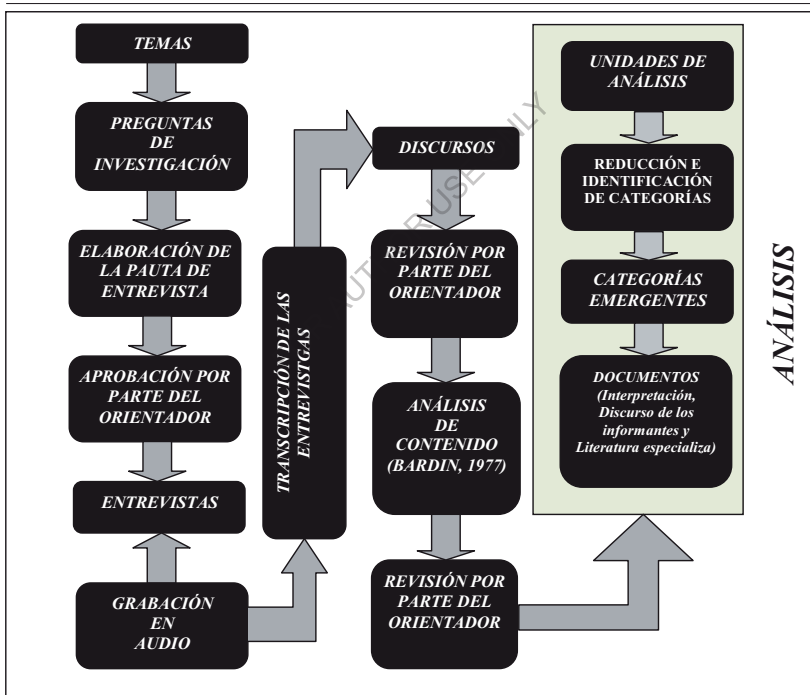 TEMAS
PREGUNTAS
DE
INVESTIGACIÓN
ELABORACIÓN DE
LA PAUTA DE
ENTREVISTA
APROBACIÓN POR
PARTE DEL
ORIENTADOR
ENTREVISTAS
GRABACIÓN
EN
AUDIO
TRANSCRIPCIÓN DE LAS
ENTREVISTGAS
DISCURSOS
REVISIÓN POR
PARTE DEL
ORIENTADOR
ANÁLISIS
DE
CONTENIDO
(BARDIN, 1977)
REVISIÓN POR
PARTE DEL
ORIENTADOR
UNIDADES DE
ANÁLISIS
REDUCCIÓN E
IDENTIFICACIÓN
DE CATEGORÍAS
CATEGORÍAS
EMERGENTES
DOCUMENTOS
(Interpretación,
Discurso de los
informantes y
Literatura especializa)
ANÁLISIS